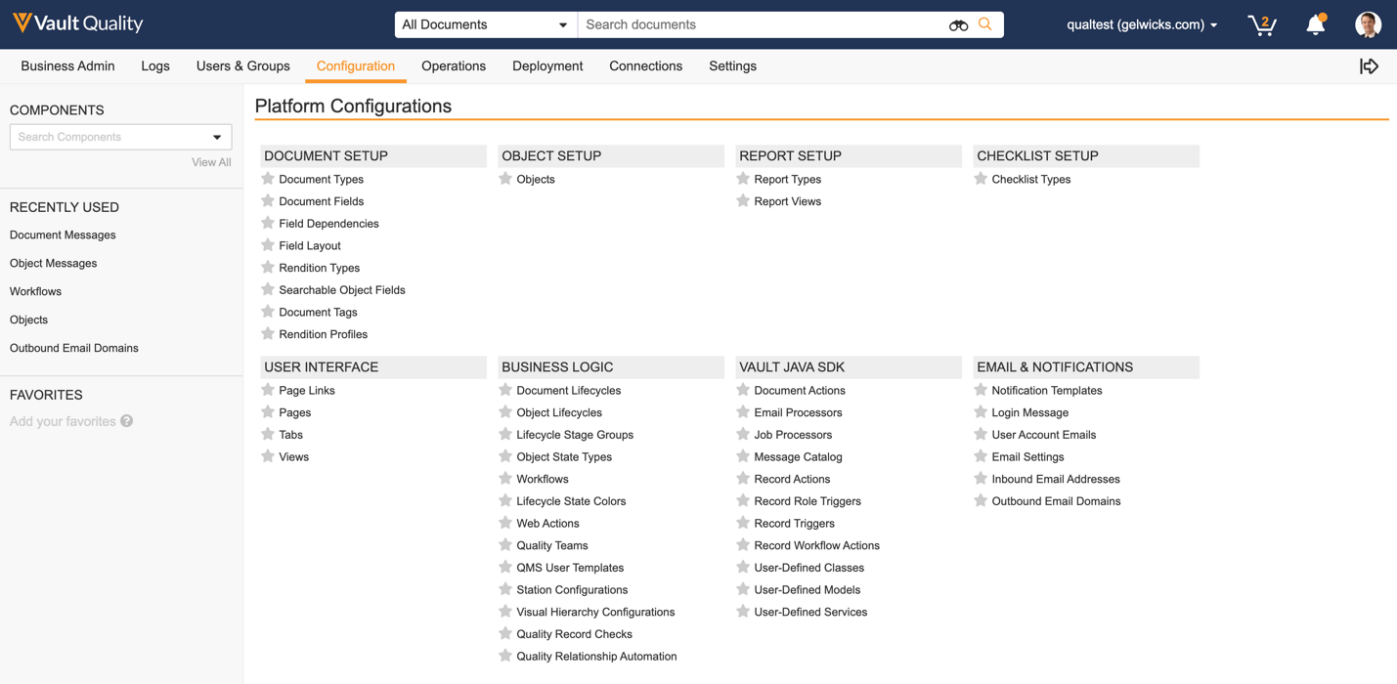 Vault Quality
All Documents
Search documents
qualtest (gelwicks.com)
2
Business Admin
Logs
Users & Groups
Configuration
Operations
Deployment
Connections
Settings
COMPONENTS
Search Components
View All
RECENTLY USED
Document Messages
Object Messages
Workflows
Objects
Outbound Email Domains
FAVORITES
Add your favorites ?
Platform Configurations
DOCUMENT SETUP
Document Types
Document Fields
Field Dependencies
Field Layout
Rendition Types
Searchable Object Fields
Document Tags
Rendition Profiles
OBJECT SETUP
Objects
REPORT SETUP
Report Types
Report Views
CHECKLIST SETUP
Checklist Types
USER INTERFACE
Page Links
Pages
Tabs
Views
BUSINESS LOGIC
Document Lifecycles
Object Lifecycles
Lifecycle Stage Groups
Object State Types
Workflows
Lifecycle State Colors
Web Actions
Quality Teams
QMS User Templates
Station Configurations
Visual Hierarchy Configurations
Quality Record Checks
Quality Relationship Automation
VAULT JAVA SDK
Document Actions
Email Processors
Job Processors
Message Catalog
Record Actions
Record Role Triggers
Record Triggers
Record Workflow Actions
User-Defined Classes
User-Defined Models
User-Defined Services
EMAIL & NOTIFICATIONS
Notification Templates
Login Message
User Account Emails
Email Settings
Inbound Email Addresses
Outbound Email Domains